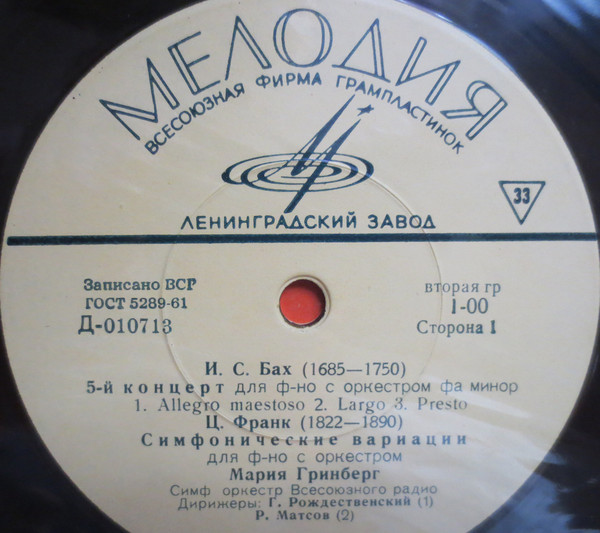 МЕЛОДИЯ
ВСЕСОЮЗНАЯ ФИРМА ГРАМПЛАСТИНОК
33
ЛЕНИНГРАДСКИЙ ЗАВОД
Записано ВСГ
ГОСТ 5289-61
Д-010713
вторая гр
1-00
Сторона 1
И. С. Бах (1685—1750)
5-й концерт для ф-но с оркестром фа минор
1. Allegro maestoso 2. Largo 3. Presto
Ц. Франк (1822—1890)
Симфонические вариации
для ф-но с оркестром
Мария Гринберг
Симф оркестр Всесоюзного радио
Дирижеры: Г. Рождественский (1)
Р. Матсов (2)